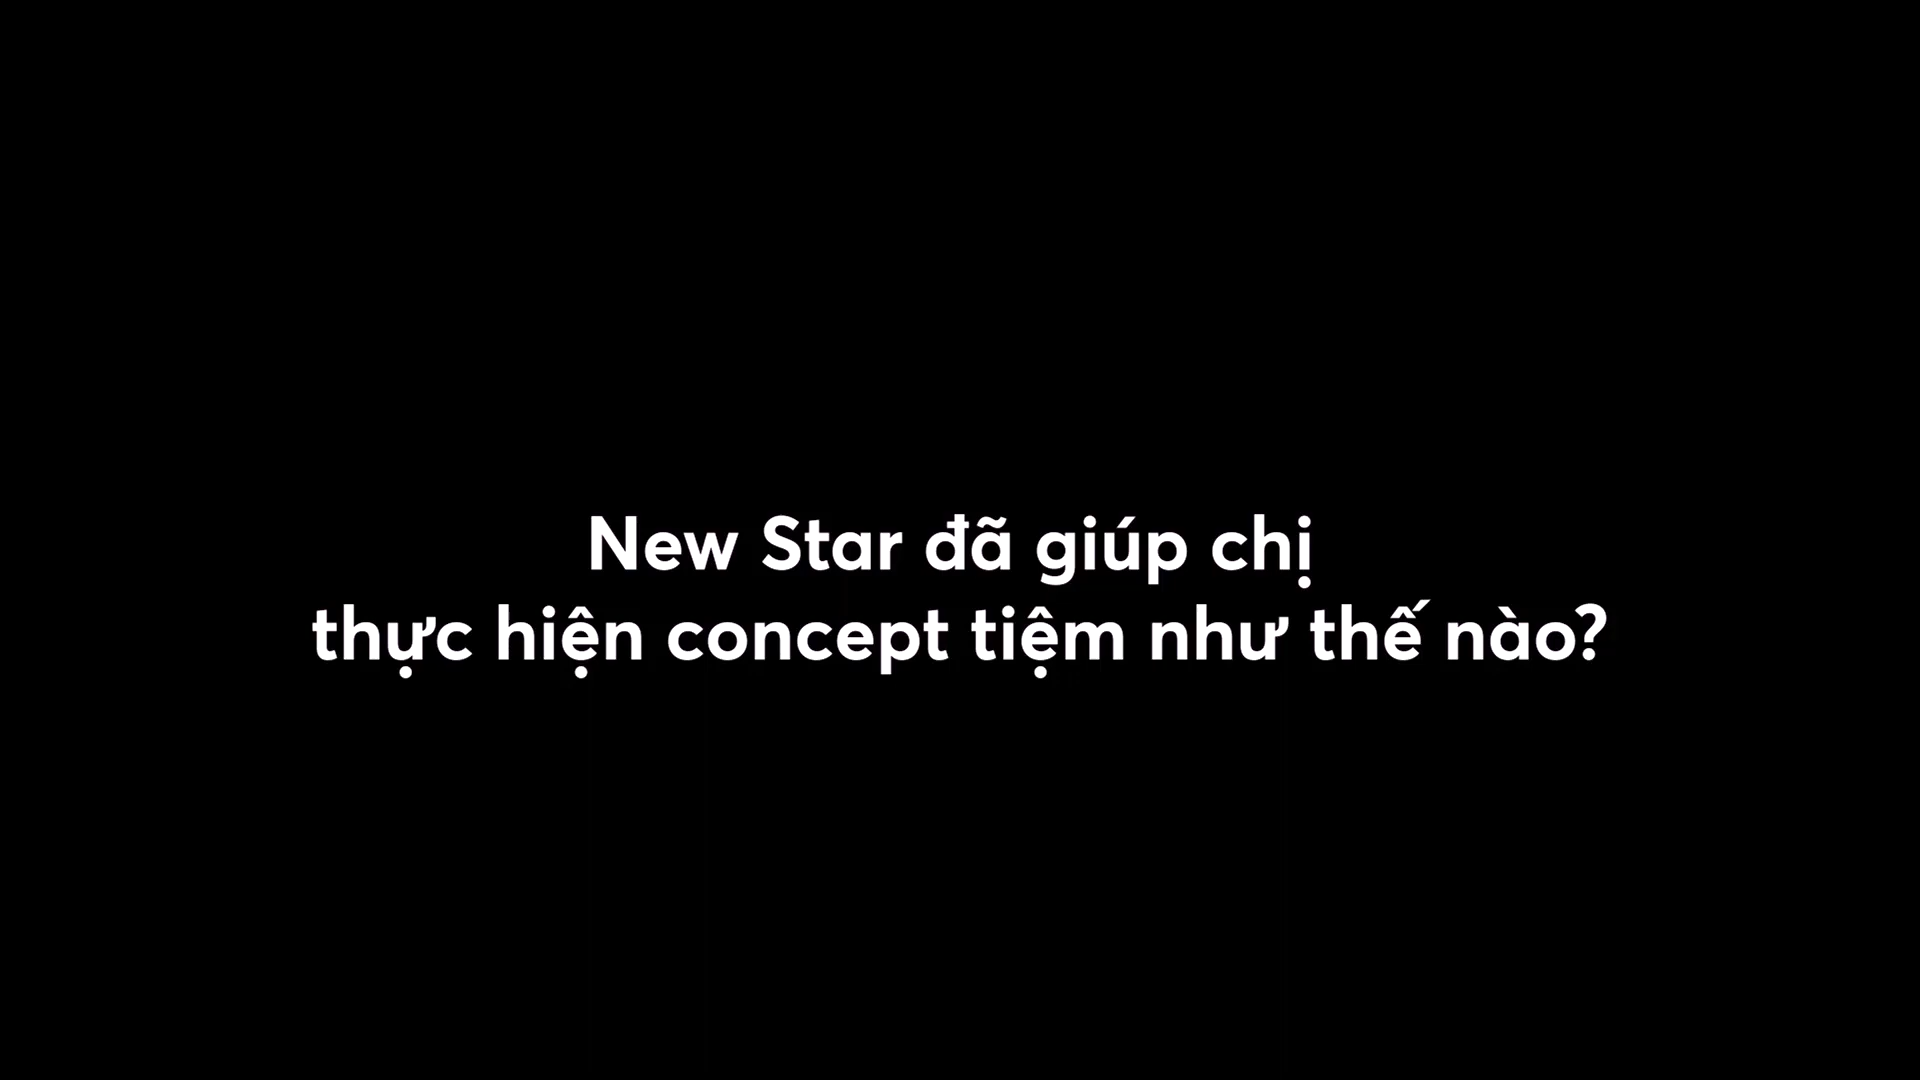 New Star đã giúp chị
thực hiện concept tiệm như thế nào?